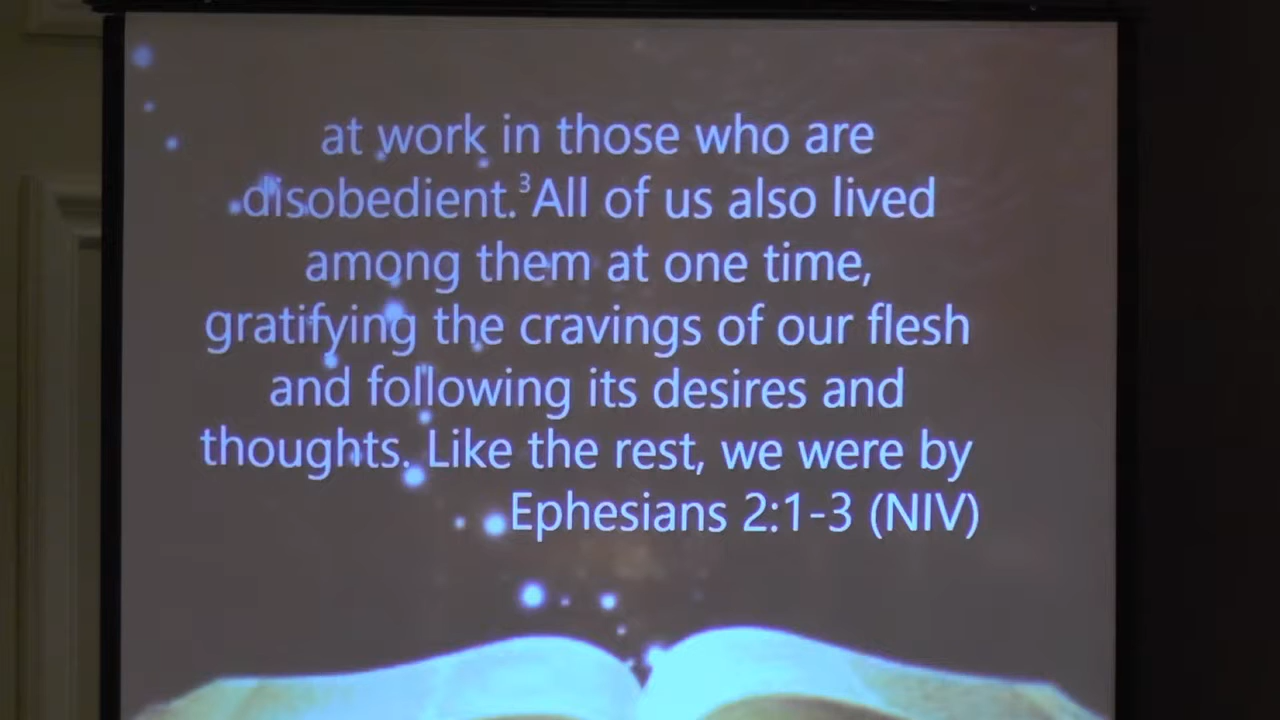 at work in those who are
disobedient.³All of us also lived
among them at one time,
gratifying the cravings of our flesh
and following its desires and
thoughts. Like the rest, we were by
Ephesians 2:1-3 (NIV)